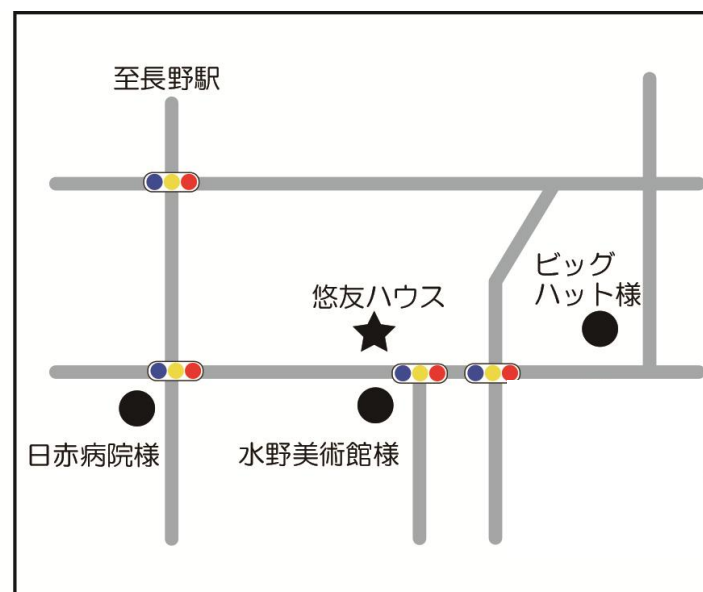 至長野駅
悠友ハウス
ビッグ
ハット様
日赤病院様
水野美術館様